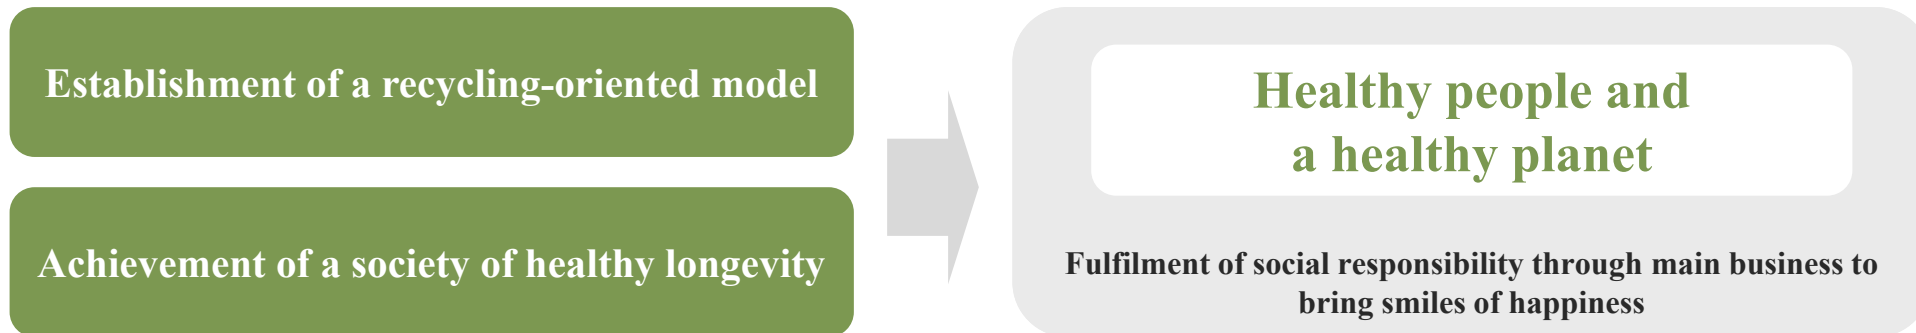 Establishment of a recycling-oriented model
Achievement of a society of healthy longevity
Healthy people and
a healthy planet
Fulfilment of social responsibility through main business to
bring smiles of happiness